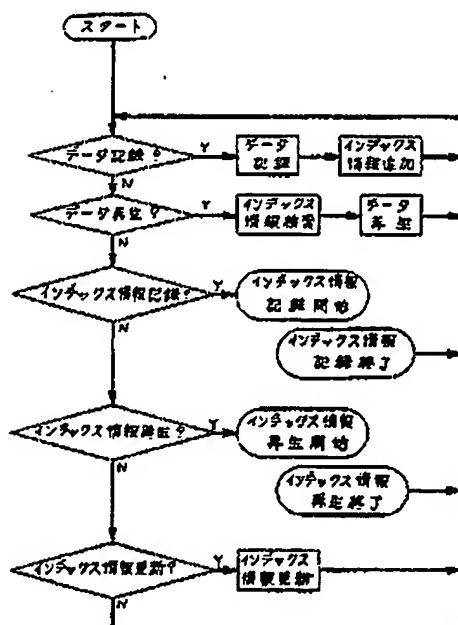 スタート
データ記録?
Y
データ
記録
インデックス
情報追加
N
データ再生?
Y
インデックス
情報検索
データ
再生
N
インデックス情報記録?
Y
インデックス情報
記録開始
N
インデックス情報
記録終了
インデックス情報再生?
Y
インデックス情報
再生開始
N
インデックス情報
再生終了
インデックス情報更新?
Y
インデックス
情報更新
N